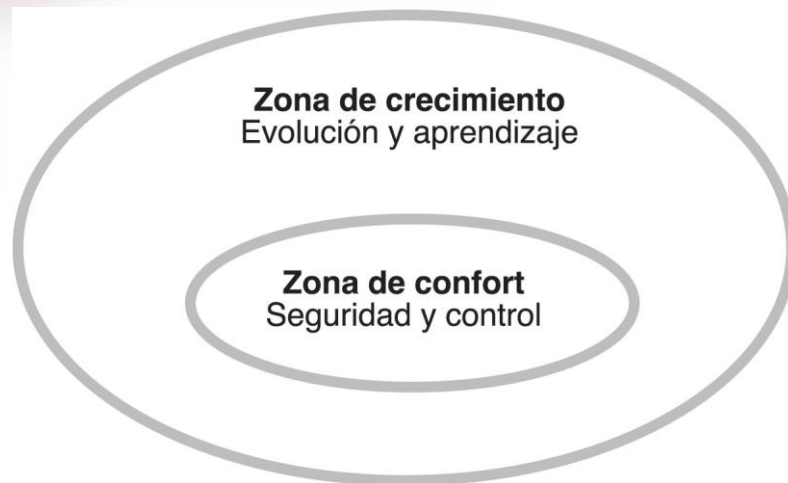 Zona de crecimiento
Evolución y aprendizaje
Zona de confort
Seguridad y control